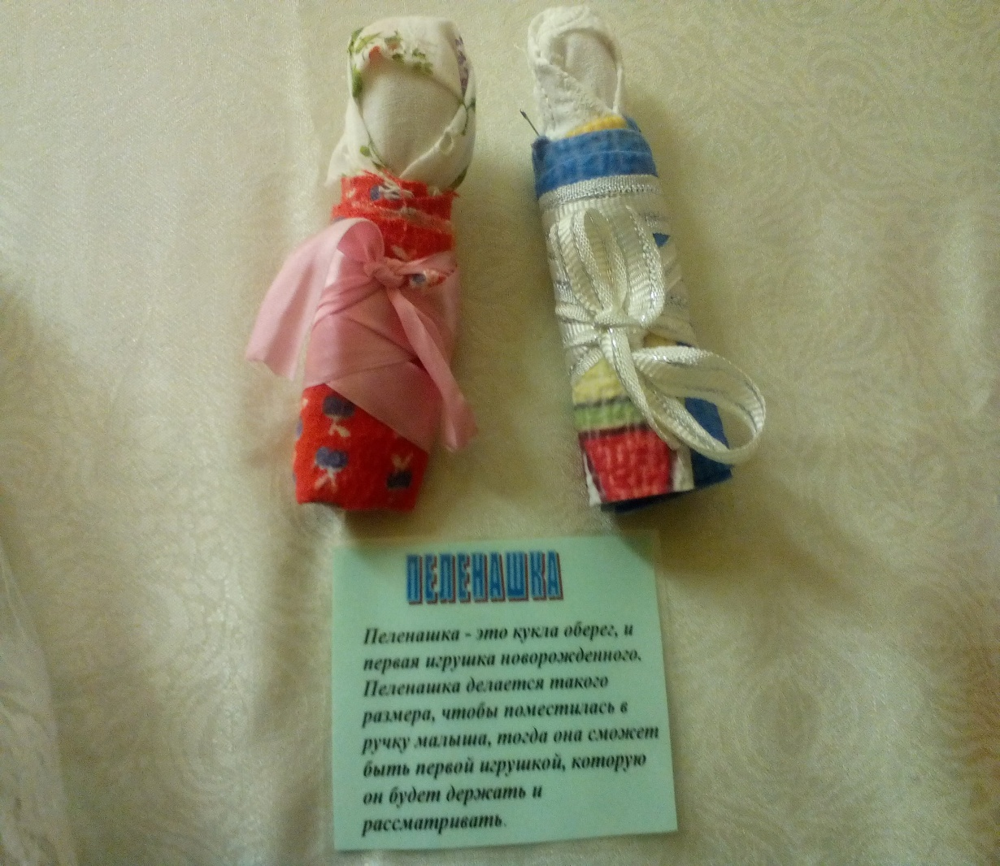 ПЕЛЕНАШКА
Пеленашка - это кукла оберег, и
первая игрушка новорожденного.
Пеленашка делается такого
размера, чтобы поместилась в
ручку малыша, тогда она сможет
быть первой игрушкой, которую
он будет держать и
рассматривать.